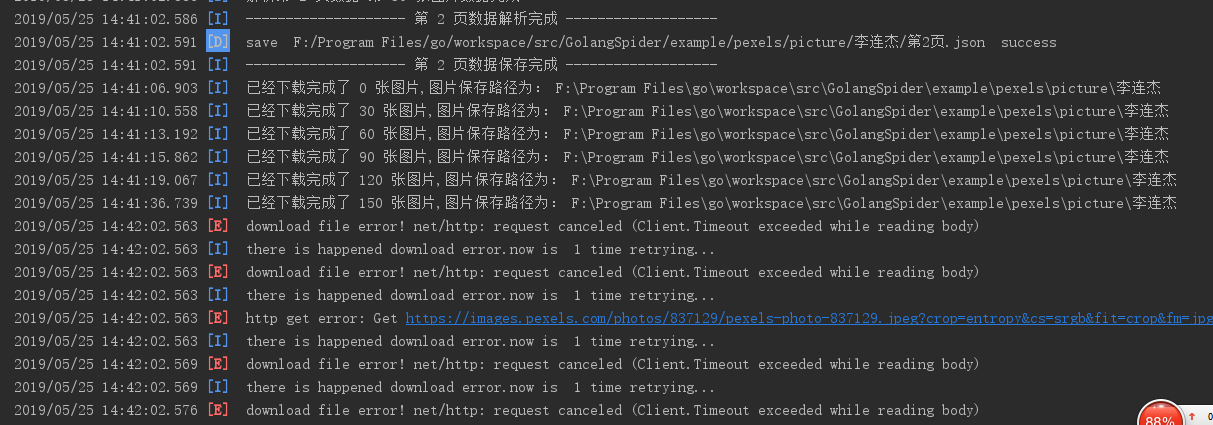 2019/05/25 14:41:02.586 [I] -------------------- 第 2 页数据解析完成 -------------------
2019/05/25 14:41:02.591 [D] save  F:/Program Files/go/workspace/src/GolangSpider/example/pexels/picture/李连杰/第2页.json  success
2019/05/25 14:41:02.591 [I] -------------------- 第 2 页数据保存完成 -------------------
2019/05/25 14:41:06.903 [I] 已经下载完成了 0 张图片,图片保存路径为: F:\Program Files\go\workspace\src\GolangSpider\example\pexels\picture\李连杰
2019/05/25 14:41:10.558 [I] 已经下载完成了 30 张图片,图片保存路径为: F:\Program Files\go\workspace\src\GolangSpider\example\pexels\picture\李连杰
2019/05/25 14:41:13.192 [I] 已经下载完成了 60 张图片,图片保存路径为: F:\Program Files\go\workspace\src\GolangSpider\example\pexels\picture\李连杰
2019/05/25 14:41:15.862 [I] 已经下载完成了 90 张图片,图片保存路径为: F:\Program Files\go\workspace\src\GolangSpider\example\pexels\picture\李连杰
2019/05/25 14:41:19.067 [I] 已经下载完成了 120 张图片,图片保存路径为: F:\Program Files\go\workspace\src\GolangSpider\example\pexels\picture\李连杰
2019/05/25 14:41:36.739 [I] 已经下载完成了 150 张图片,图片保存路径为: F:\Program Files\go\workspace\src\GolangSpider\example\pexels\picture\李连杰
2019/05/25 14:42:02.563 [E] download file error! net/http: request canceled (Client.Timeout exceeded while reading body)
2019/05/25 14:42:02.563 [I] there is happened download error.now is  1 time retrying...
2019/05/25 14:42:02.563 [E] download file error! net/http: request canceled (Client.Timeout exceeded while reading body)
2019/05/25 14:42:02.563 [I] there is happened download error.now is  1 time retrying...
2019/05/25 14:42:02.563 [E] http get error: Get https://images.pexels.com/photos/837129/pexels-photo-837129.jpeg?crop=entropy&cs=srgb&fit=crop&fm=jpg
2019/05/25 14:42:02.563 [I] there is happened download error.now is  1 time retrying...
2019/05/25 14:42:02.569 [E] download file error! net/http: request canceled (Client.Timeout exceeded while reading body)
2019/05/25 14:42:02.569 [I] there is happened download error.now is  1 time retrying...
2019/05/25 14:42:02.576 [E] download file error! net/http: request canceled (Client.Timeout exceeded while reading body)
88%